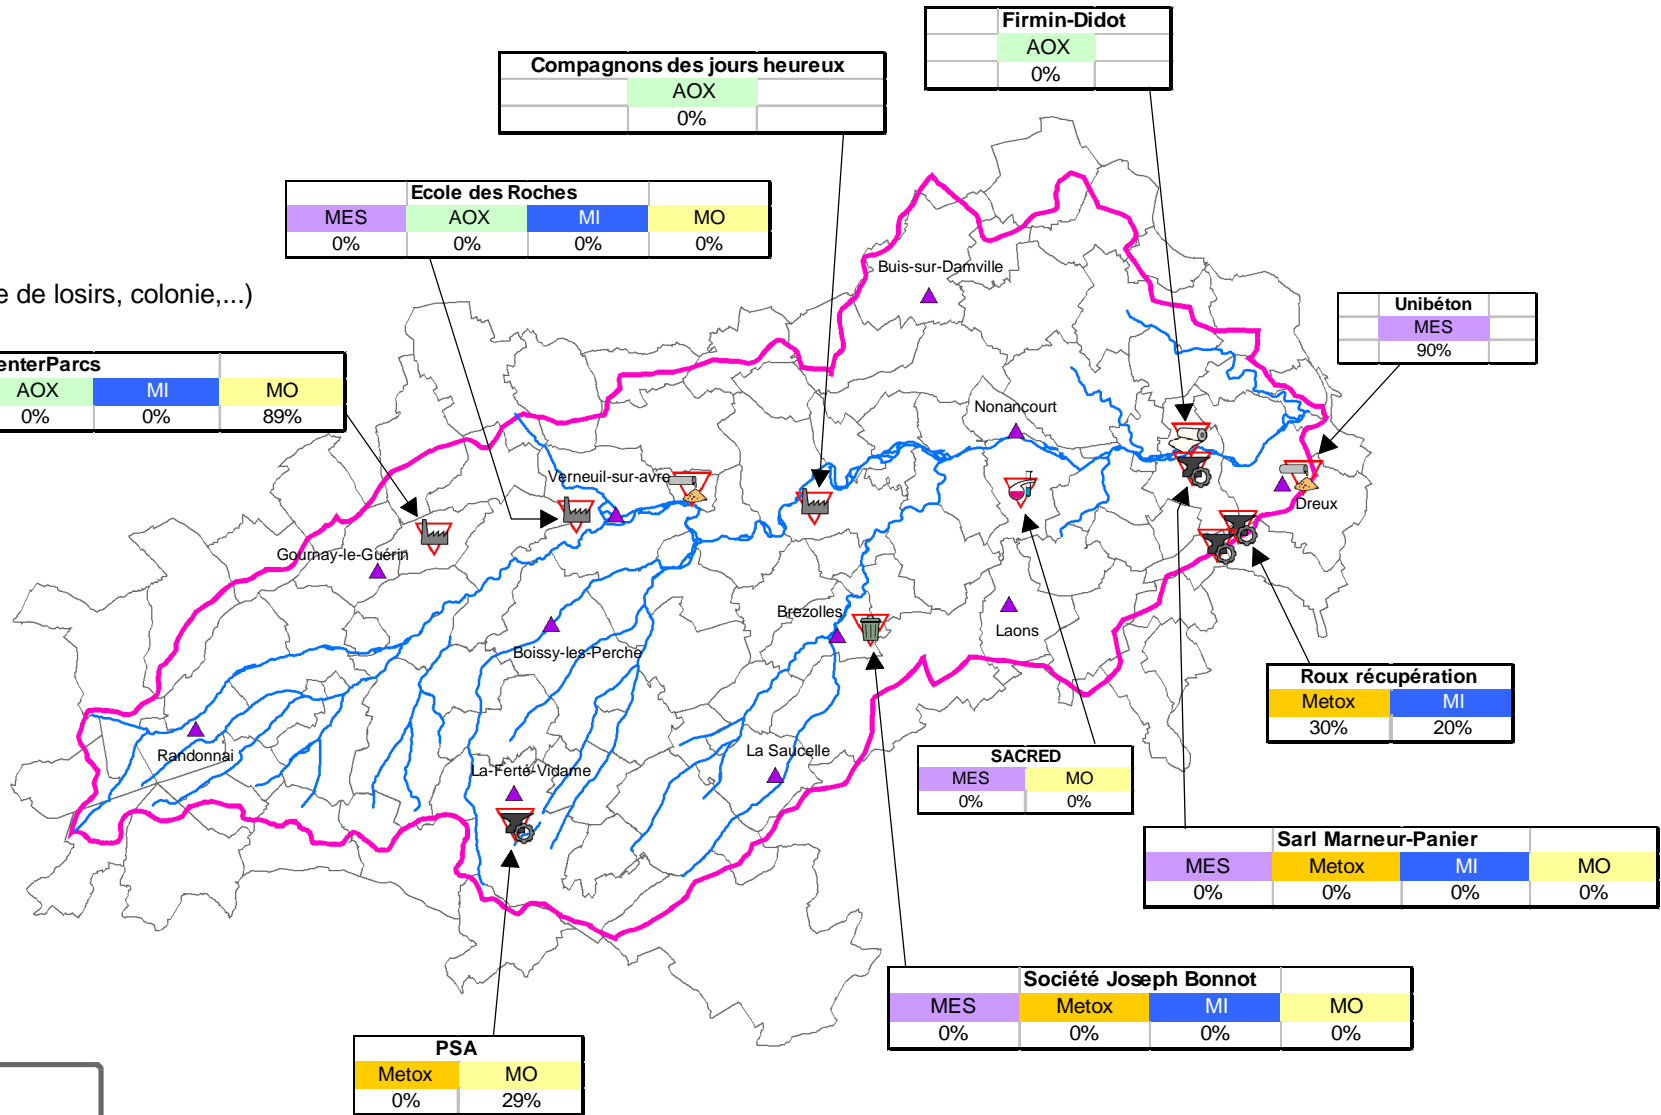 Firmin-Didot
AOX
0%
Compagnons des jours heureux
AOX
0%
Ecole des Roches
MES AOX MI MO
0% 0% 0% 0%
Buis-sur-Damville
e de losirs, colonie,...)
Unibéton
MES
90%
enterParcs
AOX MI MO
0% 0% 89%
Nonancourt
Verneuil-sur-avre
Dreux
Gournay-le-Guérin
Brezolles
Laons
Boissy-les-Perche
Roux récupération
Metox MI
30% 20%
Randonnai
La Saucelle
La-Ferté-Vidame
SACRED
MES MO
0% 0%
Sarl Marneur-Panier
MES Metox MI MO
0% 0% 0% 0%
Société Joseph Bonnot
MES Metox MI MO
0% 0% 0% 0%
PSA
Metox MO
0% 29%